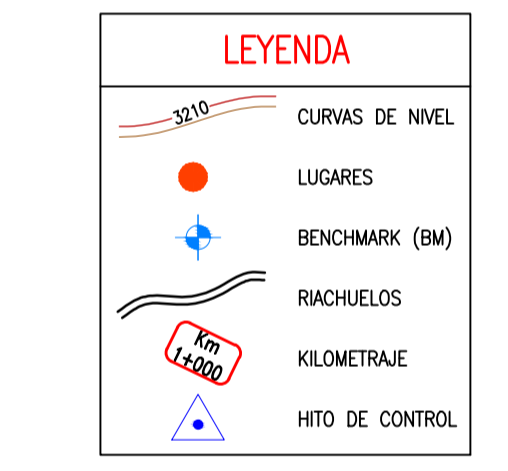 LEYENDA
3210 CURVAS DE NIVEL
LUGARES
BENCHMARK (BM)
RIACHUELOS
Km
1+000
KILOMETRAJE
HITO DE CONTROL